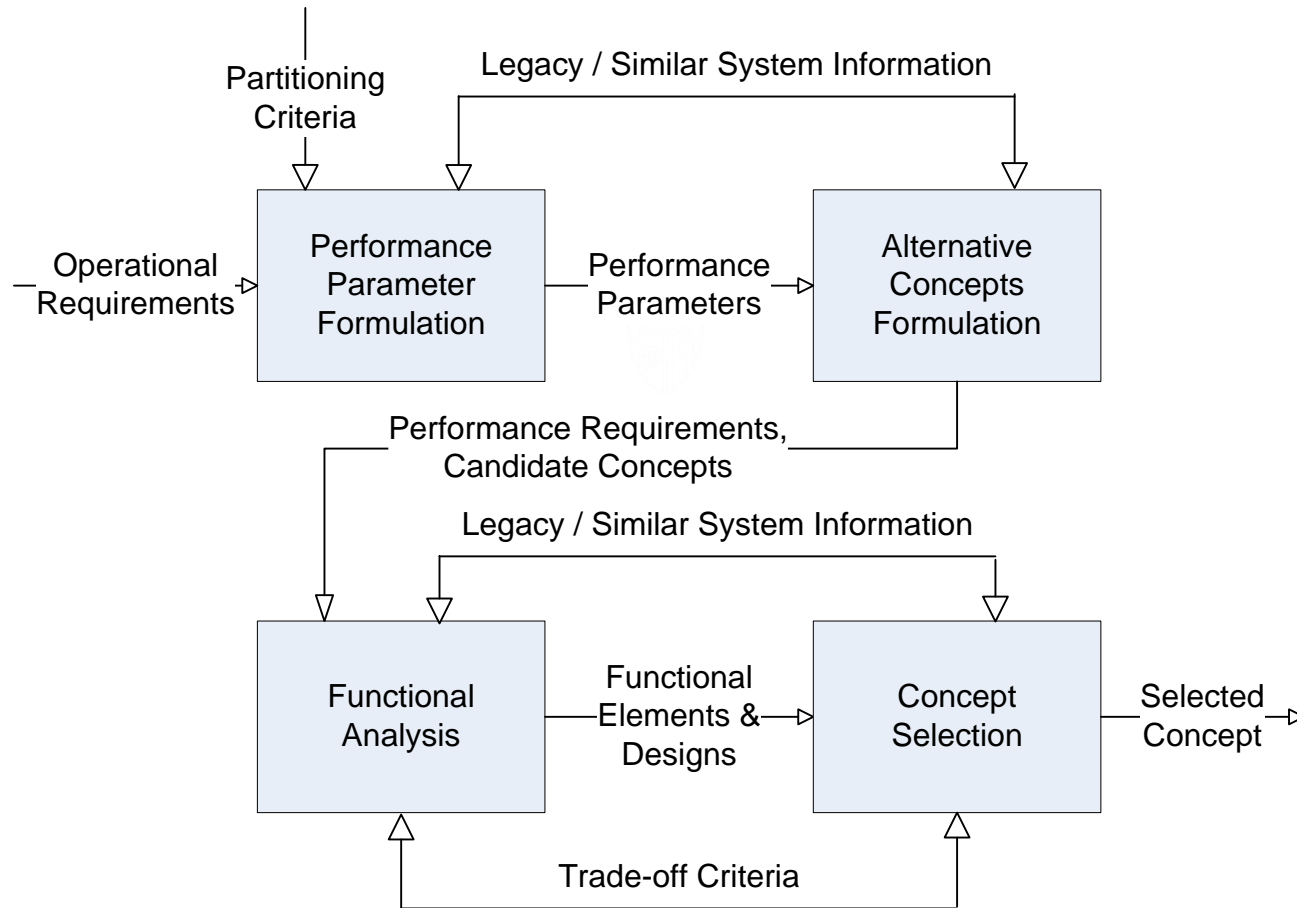 Partitioning
Criteria
Legacy / Similar System Information
Operational
Requirements
Performance
Parameter
Formulation
Performance
Parameters
Alternative
Concepts
Formulation
Performance Requirements,
Candidate Concepts
Legacy / Similar System Information
Functional
Analysis
Functional
Elements &
Designs
Concept
Selection
Selected
Concept
Trade-off Criteria